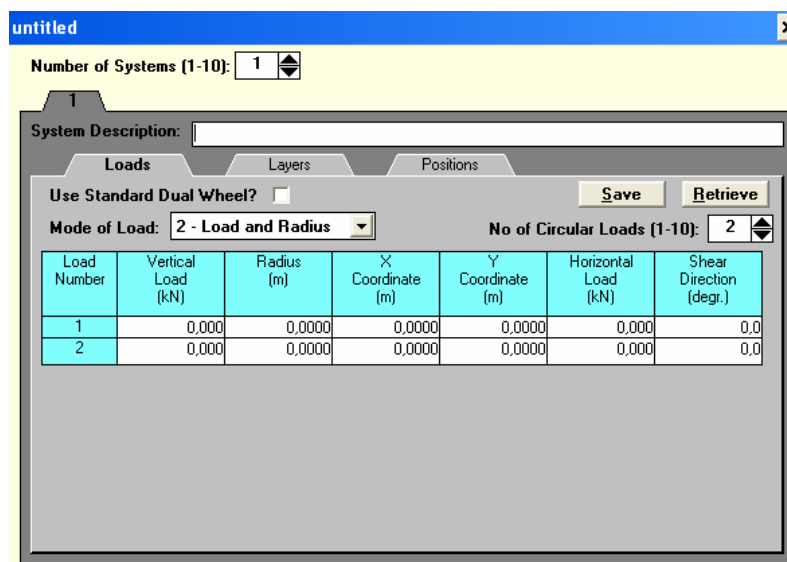 untitled
Number of Systems (1-10): 1
1
System Description:
Loads Layers Positions
Use Standard Dual Wheel? Save Retrieve
Mode of Load: 2 - Load and Radius No of Circular Loads (1-10): 2
Load Number Vertical Load (kN) Radius (m) X Coordinate (m) Y Coordinate (m) Horizontal Load (kN) Shear Direction (degr.)
1 0,000 0,0000 0,0000 0,0000 0,000 0,0
2 0,000 0,0000 0,0000 0,0000 0,000 0,0